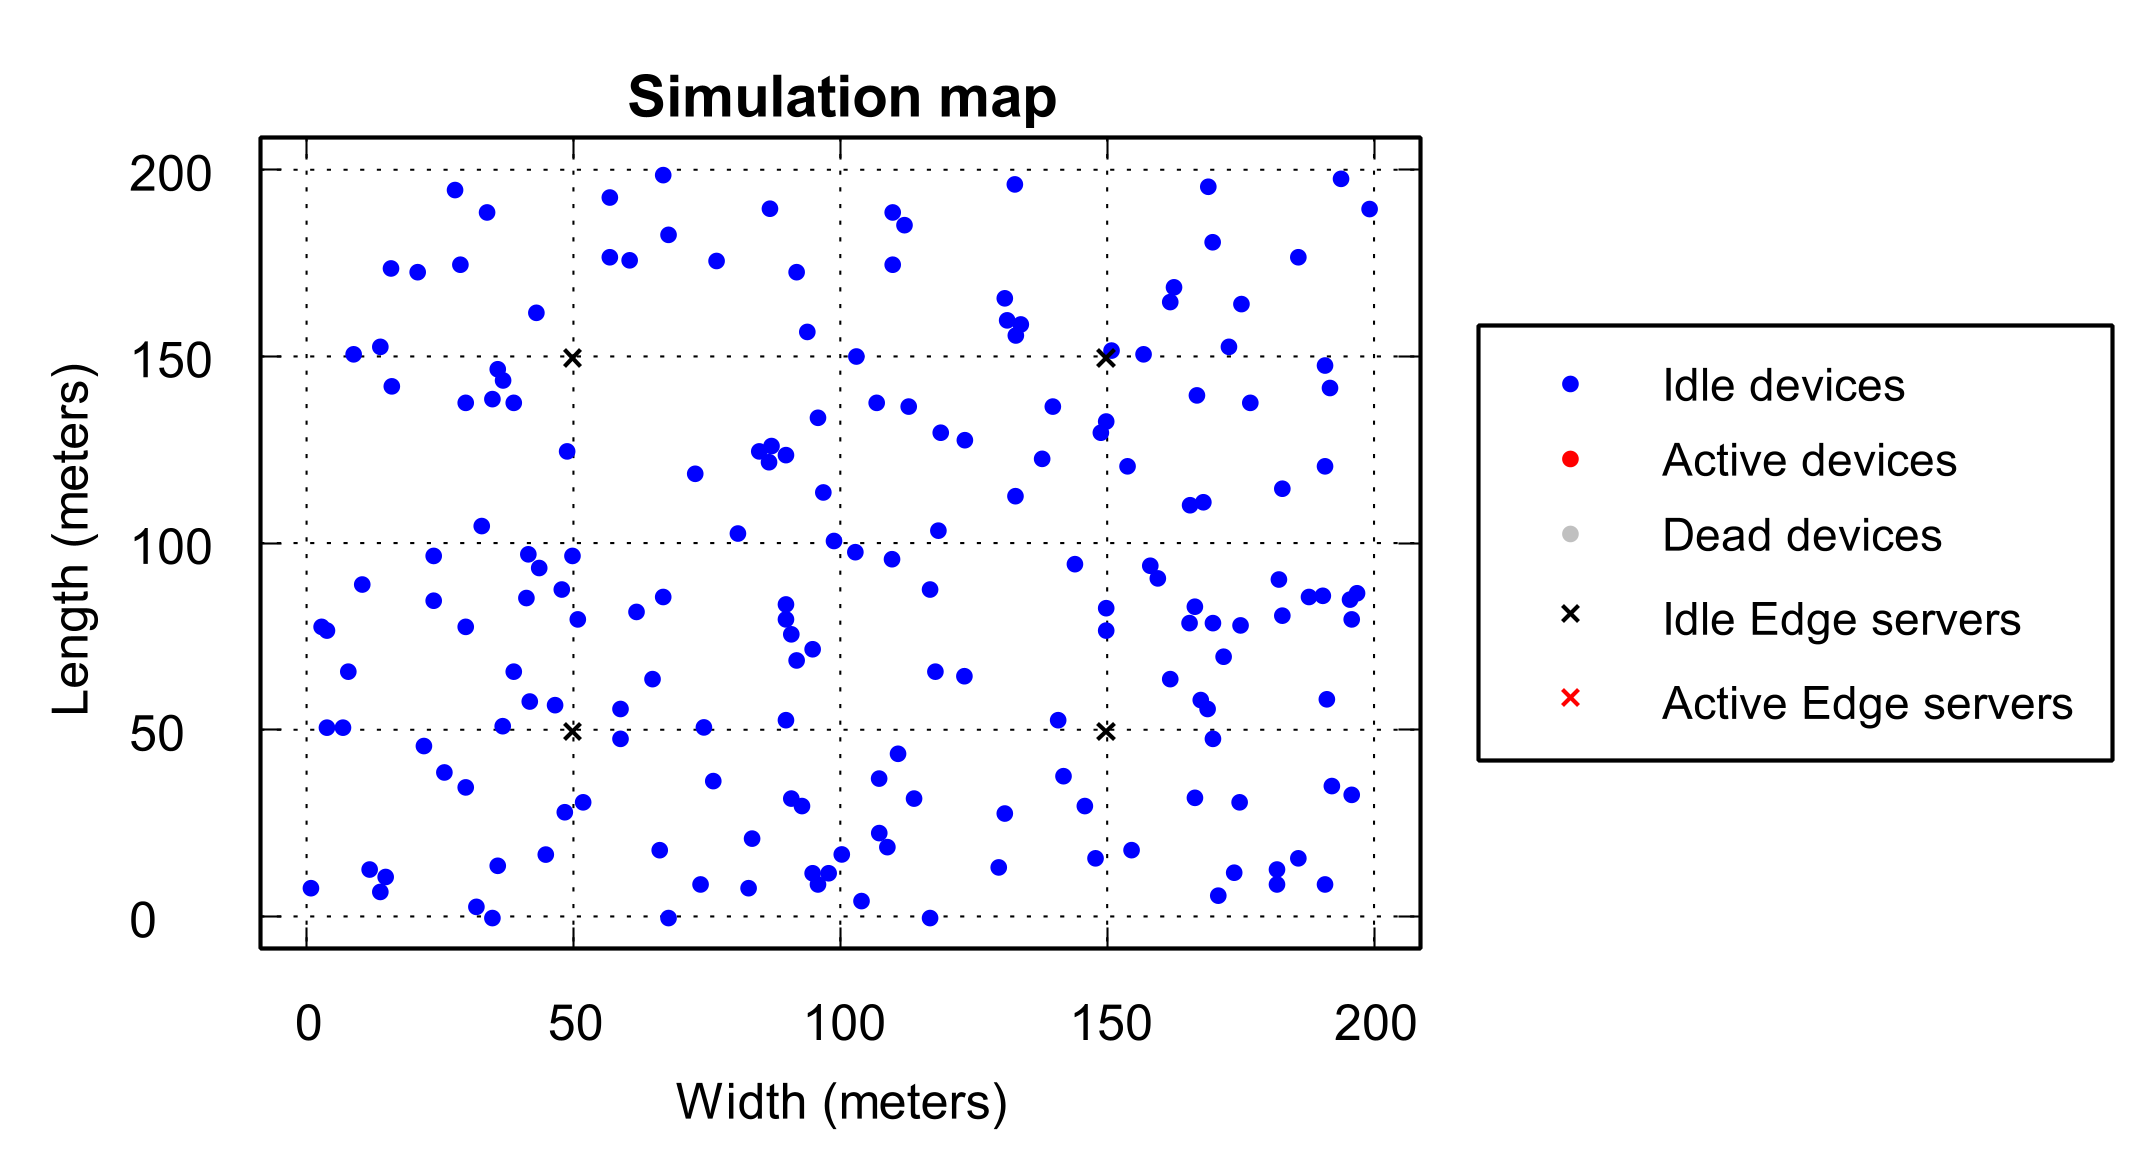 Simulation map
200
150
100
50
0
Length (meters)
0 50 100 150 200
Width (meters)
Idle devices
Active devices
Dead devices
Idle Edge servers
Active Edge servers